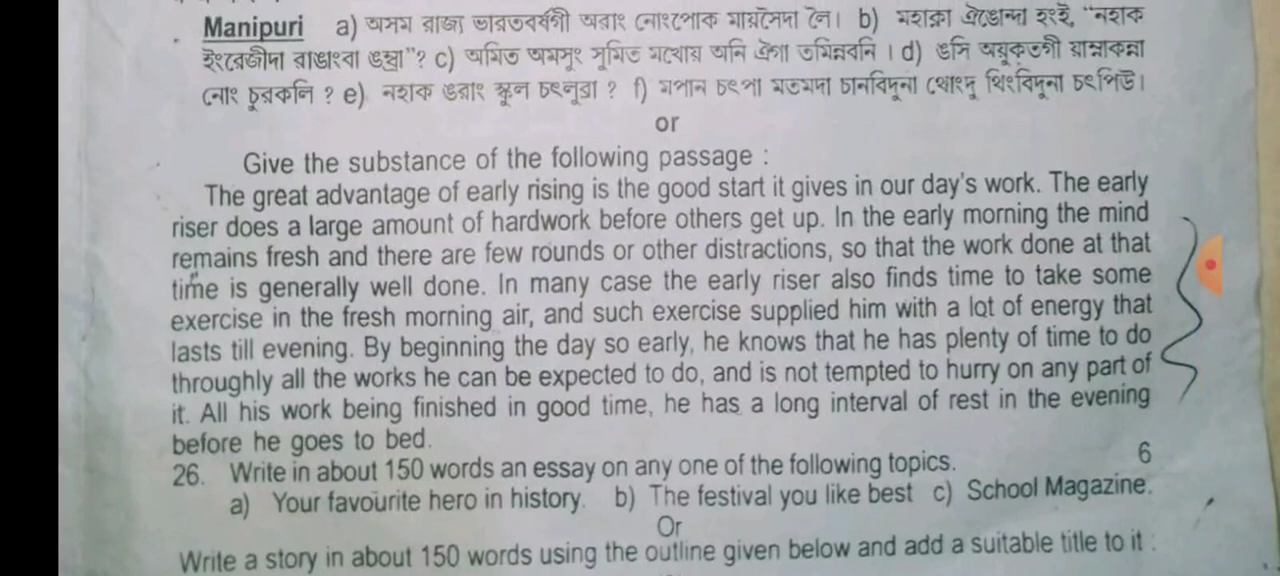 Manipuri a) অসম রাজ্য ভারতবর্ষগী অরাং নোংপোক মায়কৈদা লৈ। b) মহাক্না ঐঙোন্দা হংই, “নহাক
ইংরেজীদা রাঙাংবা ঙম্ব্রা”? c) অমিত অমসুং সুমিত মখোয় অনি ঐগা তমিন্নবনি । d) ঙসি অয়ুক্তগী য়াম্নাকন্না
নোং চুরকলি ? e) নহাক ঙরাং স্কুল চৎলুব্রা ? f) মপান চৎপা মতমদা চানবিদুনা থোংদু থিংবিদুনা চৎপিউ।
or
Give the substance of the following passage :
The great advantage of early rising is the good start it gives in our day's work. The early
riser does a large amount of hardwork before others get up. In the early morning the mind
remains fresh and there are few rounds or other distractions, so that the work done at that
time is generally well done. In many case the early riser also finds time to take some
exercise in the fresh morning air, and such exercise supplied him with a lot of energy that
lasts till evening. By beginning the day so early, he knows that he has plenty of time to do
throughly all the works he can be expected to do, and is not tempted to hurry on any part of
it. All his work being finished in good time, he has a long interval of rest in the evening
before he goes to bed.
26. Write in about 150 words an essay on any one of the following topics. 6
a) Your favourite hero in history. b) The festival you like best c) School Magazine.
Or
Write a story in about 150 words using the outline given below and add a suitable title to it :